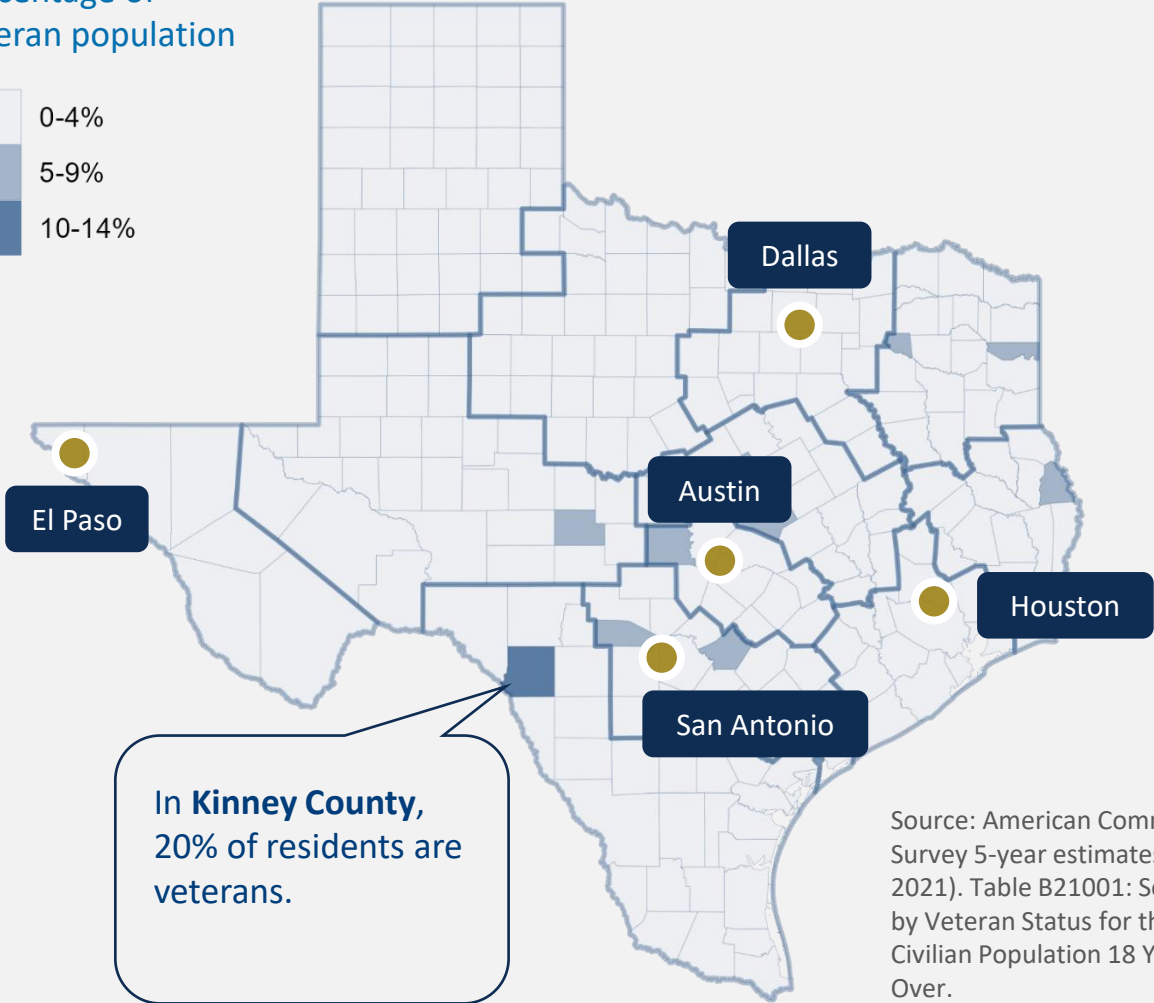 eran population
0-4%
5-9%
10-14%
Dallas
Austin
El Paso
Houston
San Antonio
In Kinney County,
20% of residents are
veterans.
Source: American Com
Survey 5-year estimates
2021). Table B21001: S
by Veteran Status for th
Civilian Population 18 Y
Over.